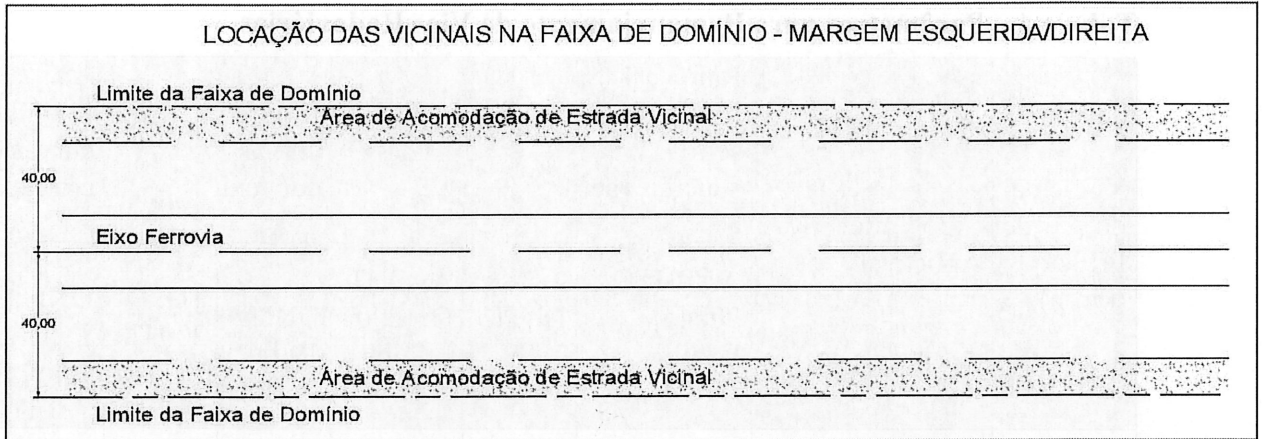 LOCAÇÃO DAS VICINAIS NA FAIXA DE DOMÍNIO - MARGEM ESQUERDA/DIREITA
Limite da Faixa de Domínio
Área de Acomodação de Estrada Vicinal
40,00
Eixo Ferrovia
40,00
Área de Acomodação de Estrada Vicinal
Limite da Faixa de Domínio